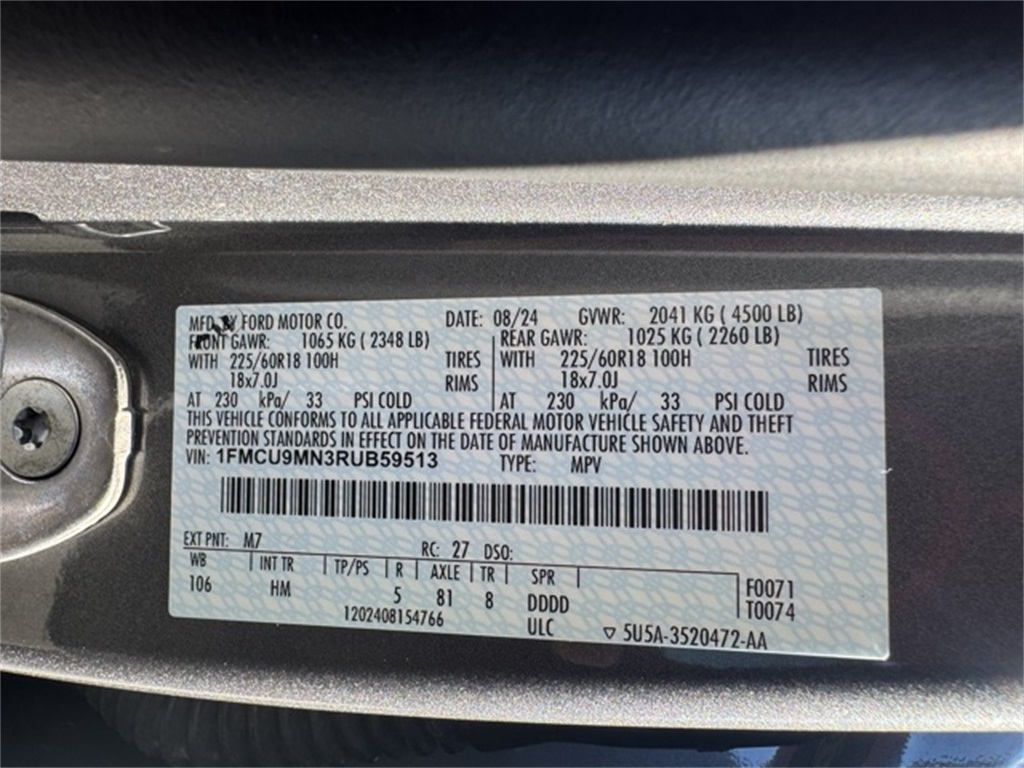 MFD. BY FORD MOTOR CO. DATE: 08/24 GVWR: 2041 KG ( 4500 LB)
FRONT GAWR: 1065 KG ( 2348 LB) REAR GAWR: 1025 KG ( 2260 LB)
WITH 225/60R18 100H TIRES WITH 225/60R18 100H TIRES
18x7.0J RIMS 18x7.0J RIMS
AT 230 kPa/ 33 PSI COLD AT 230 kPa/ 33 PSI COLD
THIS VEHICLE CONFORMS TO ALL APPLICABLE FEDERAL MOTOR VEHICLE SAFETY AND THEFT
PREVENTION STANDARDS IN EFFECT ON THE DATE OF MANUFACTURE SHOWN ABOVE.
VIN: 1FMCU9MN3RUB59513 TYPE: MPV
EXT PNT: M7 RC: 27 DSO:
WB INT TR TP/PS R AXLE TR SPR F0071
106 HM 5 81 8 DDDD T0074
1202408154766 ULC 5U5A-3520472-AA